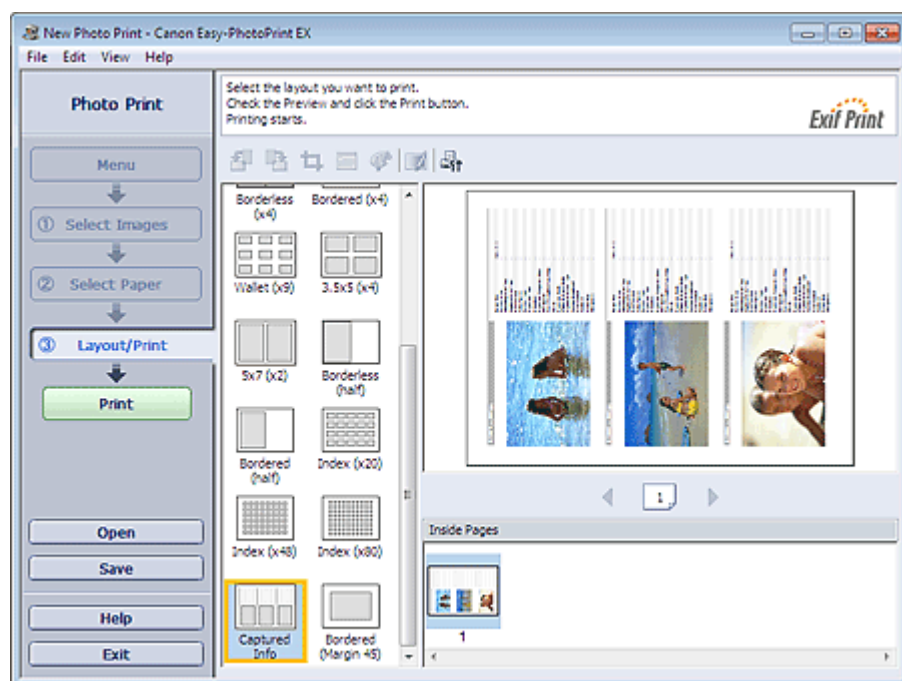 New Photo Print - Canon Easy-PhotoPrint EX
File Edit View Help
Photo Print
Select the layout you want to print.
Check the Preview and click the Print button.
Printing starts.
Exif Print
Menu
① Select Images
② Select Paper
③ Layout/Print
Print
Open
Save
Help
Exit
Borderless
(x4)
Bordered (x4)
Wallet (x9)
3.5x5 (x4)
5x7 (x2)
Borderless
(half)
Bordered
(half)
Index (x20)
Index (x48)
Index (x80)
Captured
Info
Bordered
(Margin 45)
1
Inside Pages
1